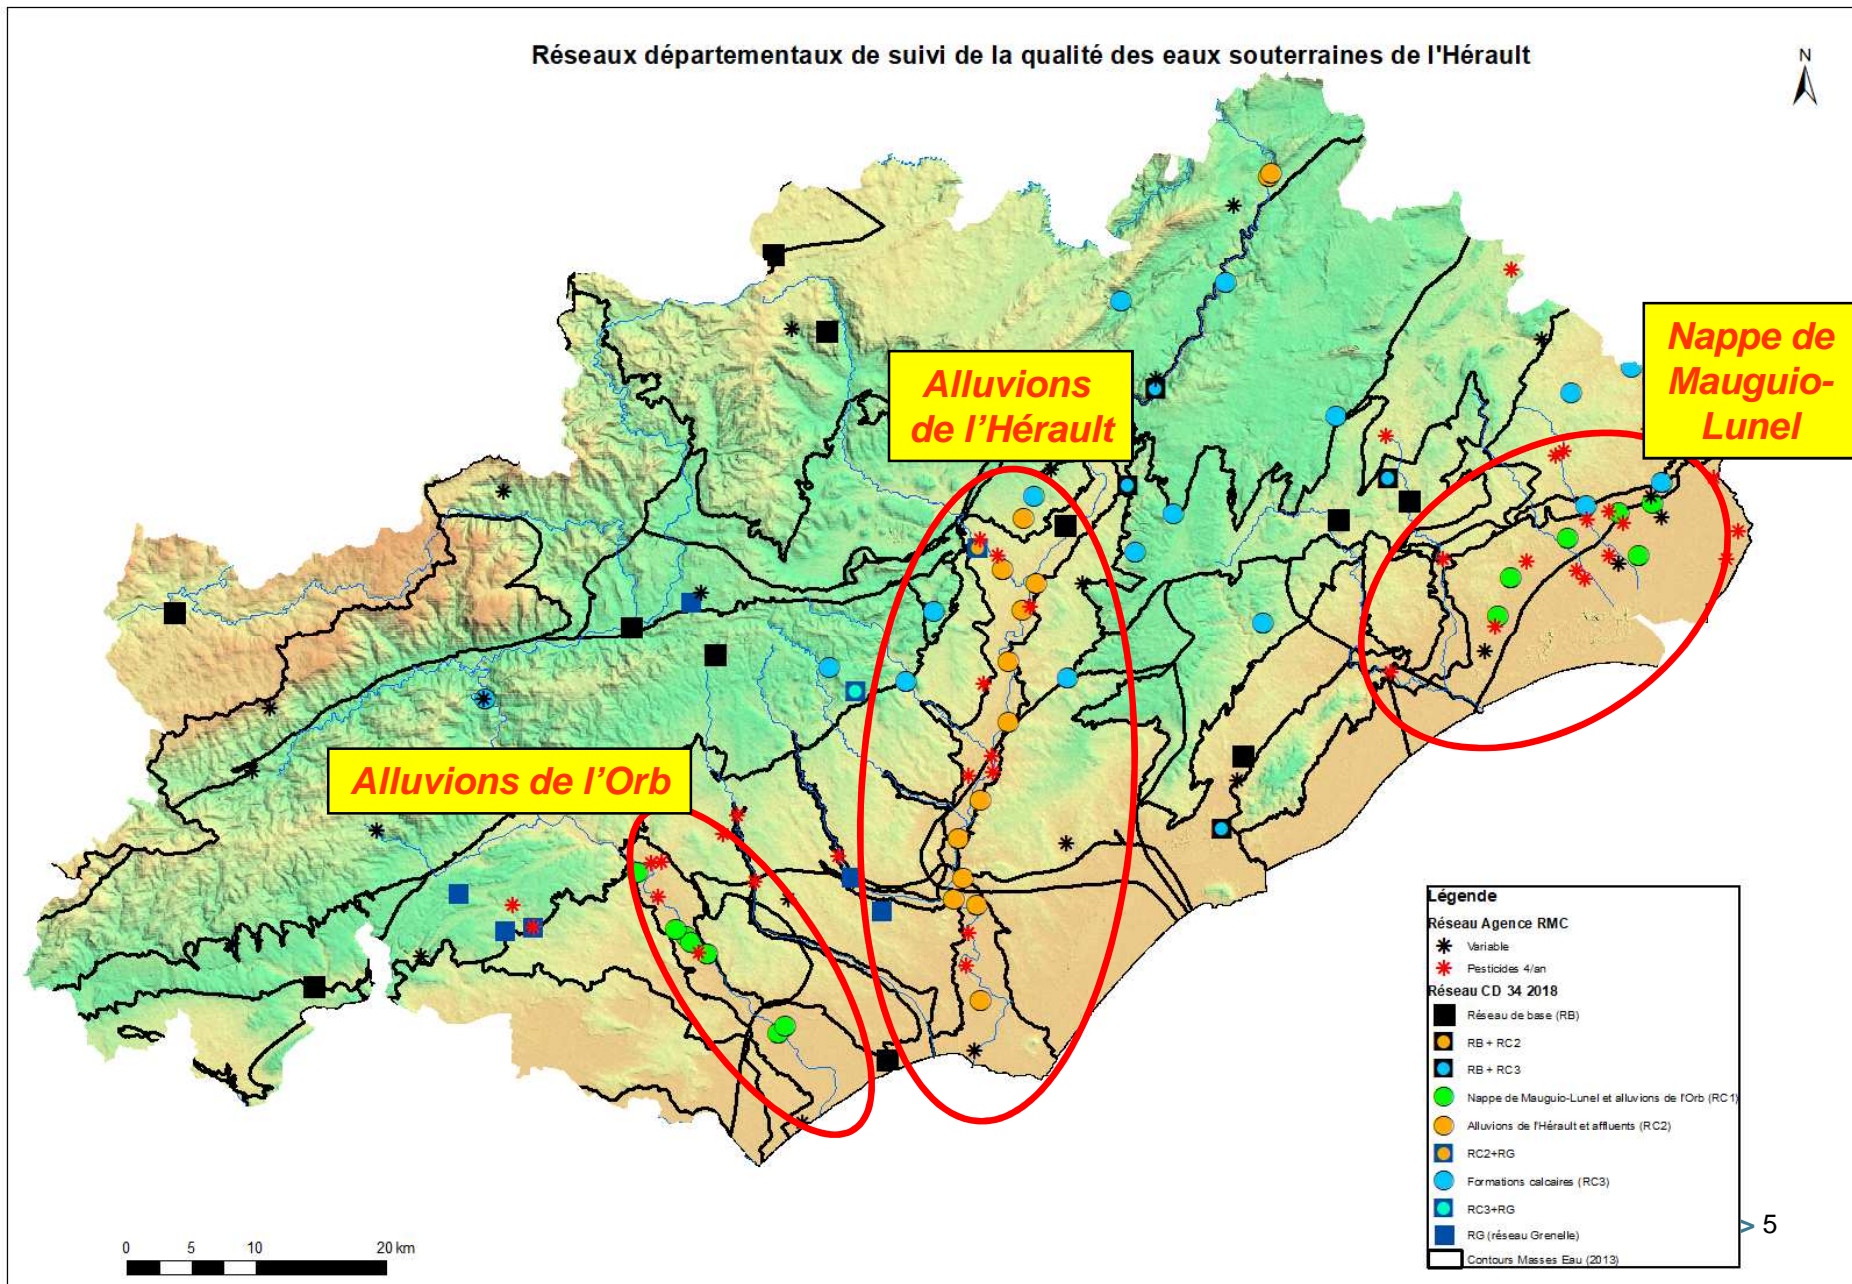 Réseaux départementaux de suivi de la qualité des eaux souterraines de l'Hérault
N
Nappe de
Mauguio-
Lunel
Alluvions
de l’Hérault
Alluvions de l’Orb
Légende
Réseau Agence RMC
Variable
Pesticides 4/an
Réseau CD 34 2018
Réseau de base (RB)
RB + RC2
RB + RC3
Nappe de Mauguio-Lunel et alluvions de l'Orb (RC1)
Alluvions de l'Hérault et affluents (RC2)
RC2+RG
Formations calcaires (RC3)
RC3+RG
RG (réseau Grenelle)
Contours Masses Eau (2013)
0 5 10 20 km
> 5